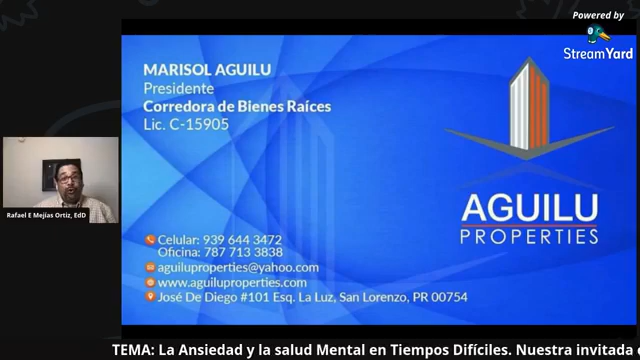 Powered by
StreamYard
MARISOL AGUILU
Presidente
Corredora de Bienes Raíces
Lic. C-15905
AGUILU
PROPERTIES
Rafael E Mejías Ortiz, EdD
Celular: 939 644 3472
Oficina: 787 713 3838
aguiluproperties@yahoo.com
www.aguiluproperties.com
José De Diego #101 Esq. La Luz, San Lorenzo, PR 00754
TEMA: La Ansiedad y la salud Mental en Tiempos Difíciles. Nuestra invitada